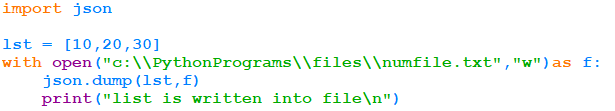 import json

lst = [10,20,30]
with open("c:\\PythonPrograms\\files\\numfile.txt","w")as f:
    json.dump(lst,f)
    print("list is written into file\n")